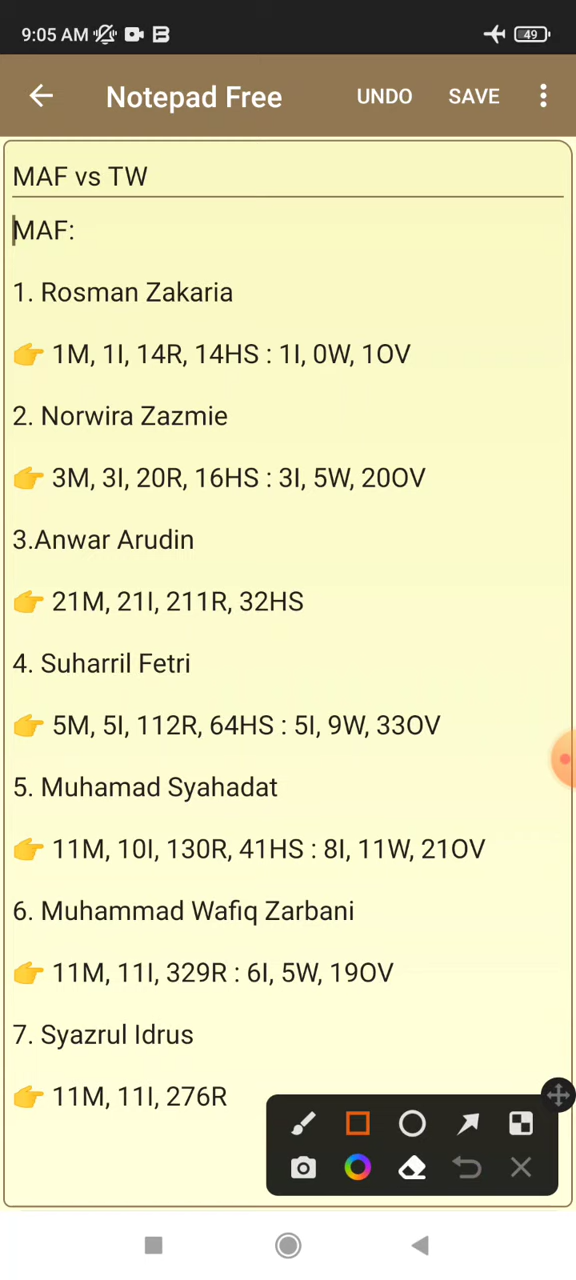 9:05 AM
49
Notepad Free
UNDO
SAVE
MAF vs TW
MAF:
1. Rosman Zakaria
👉 1M, 1I, 14R, 14HS : 1I, 0W, 1OV
2. Norwira Zazmie
👉 3M, 3I, 20R, 16HS : 3I, 5W, 20OV
3.Anwar Arudin
👉 21M, 21I, 211R, 32HS
4. Suharril Fetri
👉 5M, 5I, 112R, 64HS : 5I, 9W, 33OV
5. Muhamad Syahadat
👉 11M, 10I, 130R, 41HS : 8I, 11W, 21OV
6. Muhammad Wafiq Zarbani
👉 11M, 11I, 329R : 6I, 5W, 19OV
7. Syazrul Idrus
👉 11M, 11I, 276R